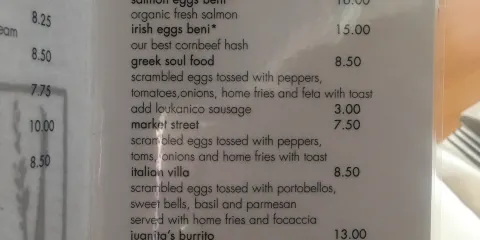 8.25
eam
8.50
7.75
10.00
8.50
salmon eggs beni
organic fresh salmon
irish eggs beni* 15.00
our best cornbeef hash
greek soul food 8.50
scrambled eggs tossed with peppers,
tomatoes,onions, home fries and feta with toast
add loukanico sausage 3.00
market street 7.50
scrambled eggs tossed with peppers,
toms, onions and home fries with toast
italian villa 8.50
scrambled eggs tossed with portobellos,
sweet bells, basil and parmesan
served with home fries and focaccia
juanita's burrito 13.00